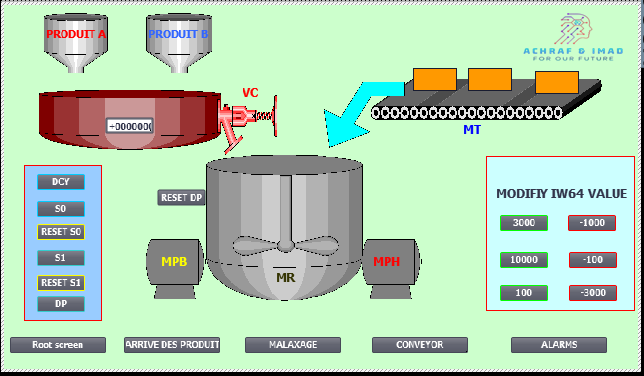 PRODUIT A
PRODUIT B
ACHRAF & IMAD
FOR OUR FUTURE
VC
+000000(
MT
DCY
S0
RESET S0
S1
RESET S1
DP
RESET DP
MPB
MR
MPH
MODIFIY IW64 VALUE
3000
-1000
10000
-100
100
-3000
Root screen
ARRIVE DES PRODUIT
MALAXAGE
CONVEYOR
ALARMS